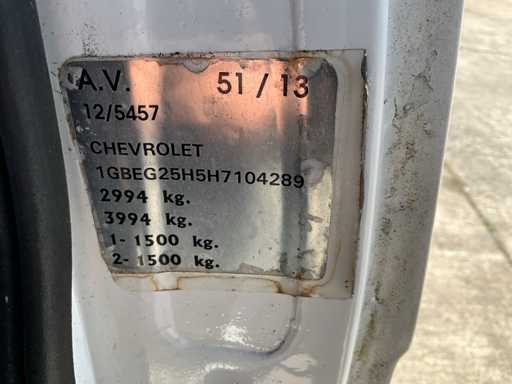 A.V. 51/13
12/5457
CHEVROLET
1GBEG25H5H7104289
2994 kg.
3994 kg.
1- 1500 kg.
2- 1500 kg.